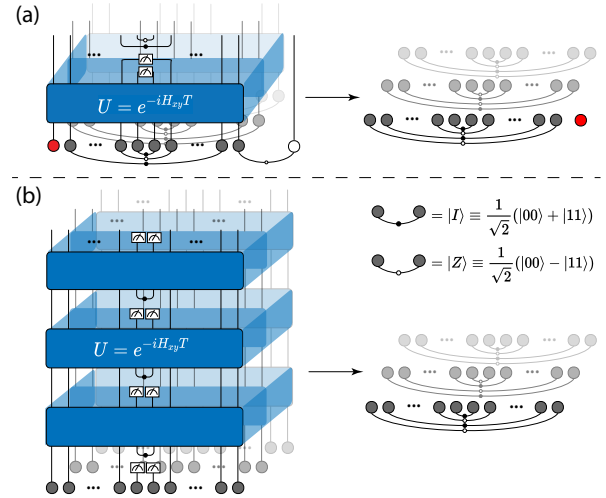 (a)
U = e^{-iH_{xy}T}
(b)
= |I⟩ ≡ 1/√2 (|00⟩ + |11⟩)
= |Z⟩ ≡ 1/√2 (|00⟩ − |11⟩)
U = e^{-iH_{xy}T}